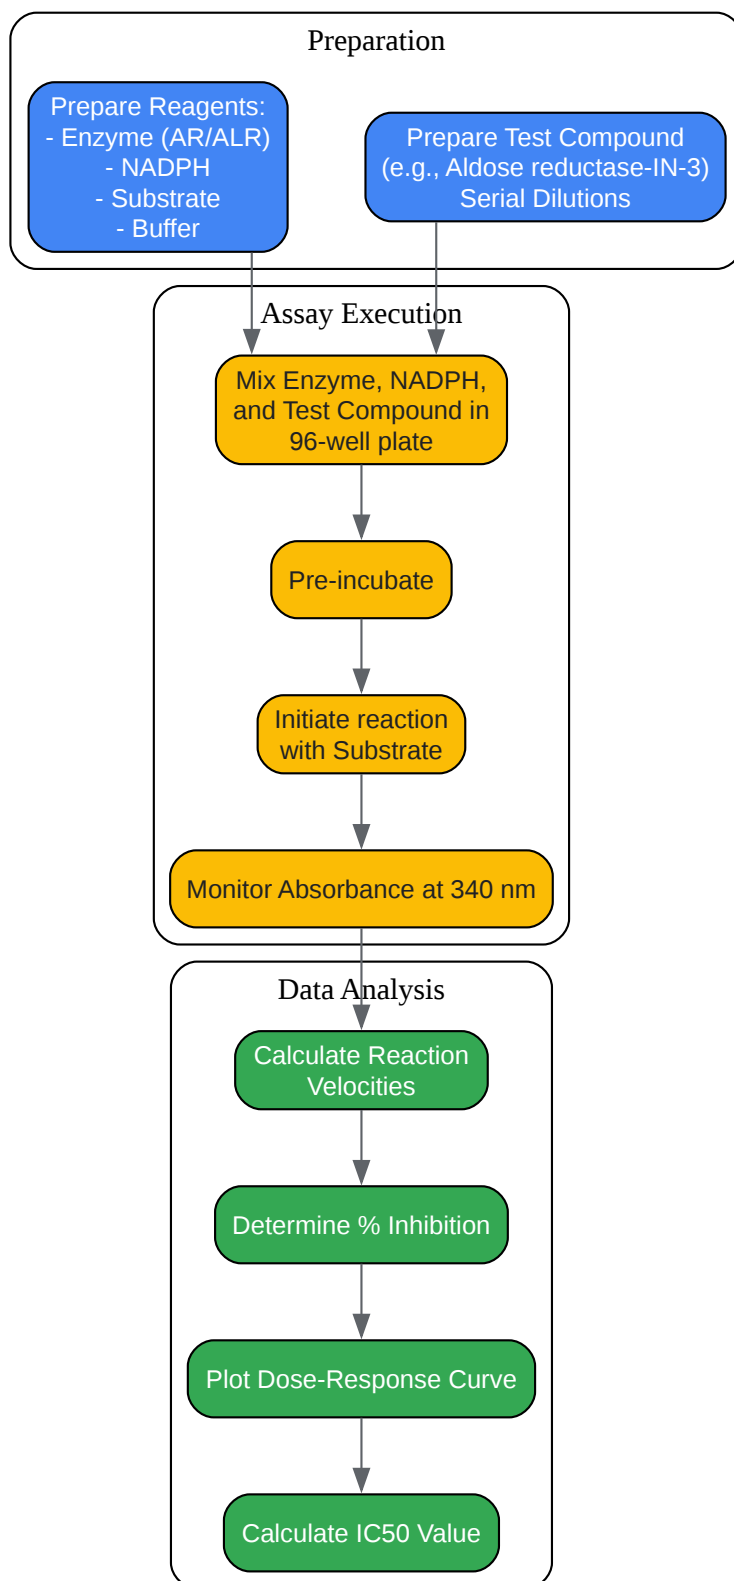 Preparation
Prepare Reagents:
- Enzyme (AR/ALR)
- NADPH
- Substrate
- Buffer
Prepare Test Compound
(e.g., Aldose reductase-IN-3)
Serial Dilutions
Assay Execution
Mix Enzyme, NADPH,
and Test Compound in
96-well plate
Pre-incubate
Initiate reaction
with Substrate
Monitor Absorbance at 340 nm
Data Analysis
Calculate Reaction
Velocities
Determine % Inhibition
Plot Dose-Response Curve
Calculate IC50 Value